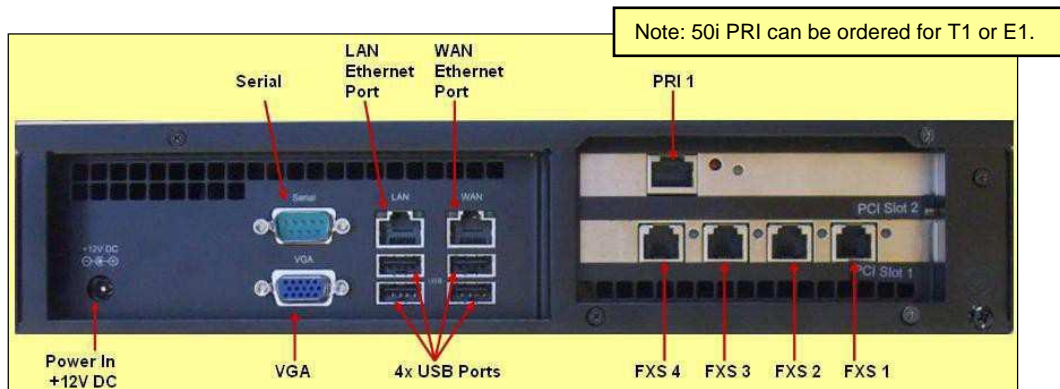 Note: 50i PRI can be ordered for T1 or E1.
LAN
Ethernet
Port
WAN
Ethernet
Port
Serial
PRI 1
Serial
LAN
WAN
PCI Slot 2
+12V DC
VGA
USB
PCI Slot 1
Power In
+12V DC
VGA
4x USB Ports
FXS 4
FXS 3
FXS 2
FXS 1